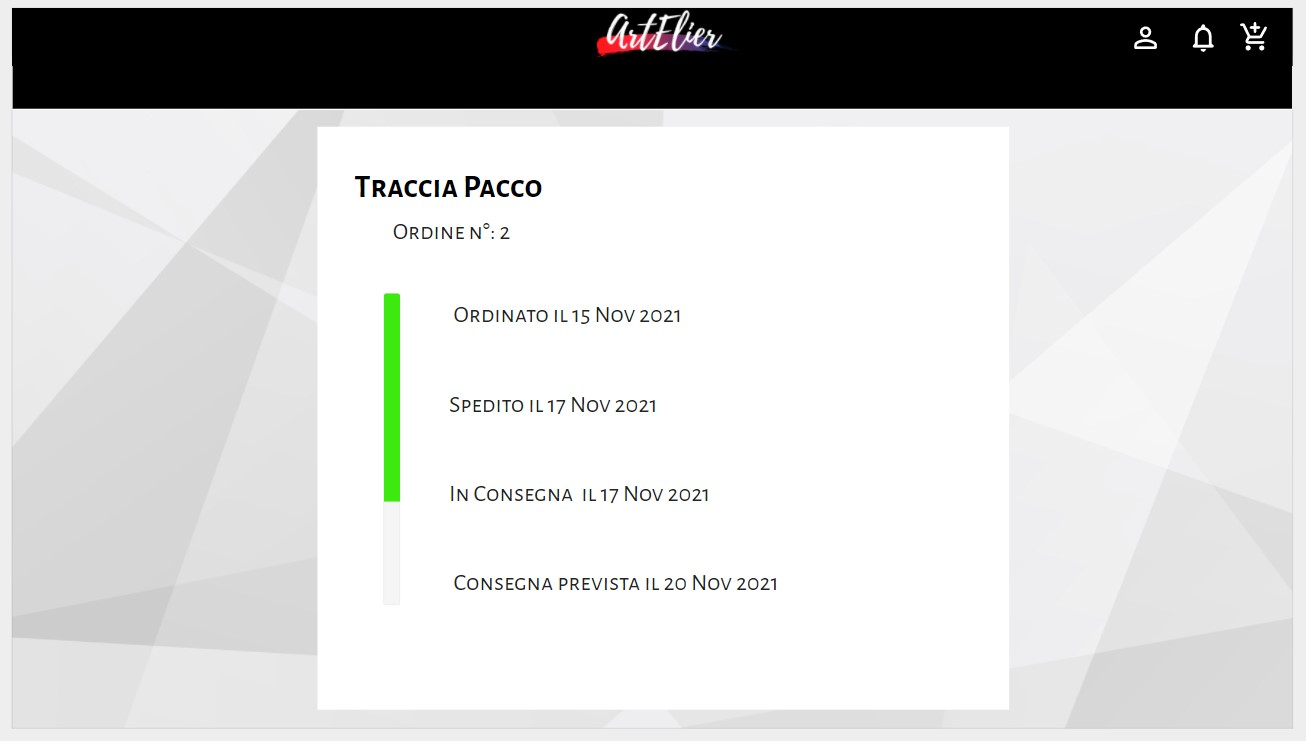 ArtElier
Traccia Pacco
Ordine n°: 2
Ordinato il 15 Nov 2021
Spedito il 17 Nov 2021
In Consegna il 17 Nov 2021
Consegna prevista il 20 Nov 2021